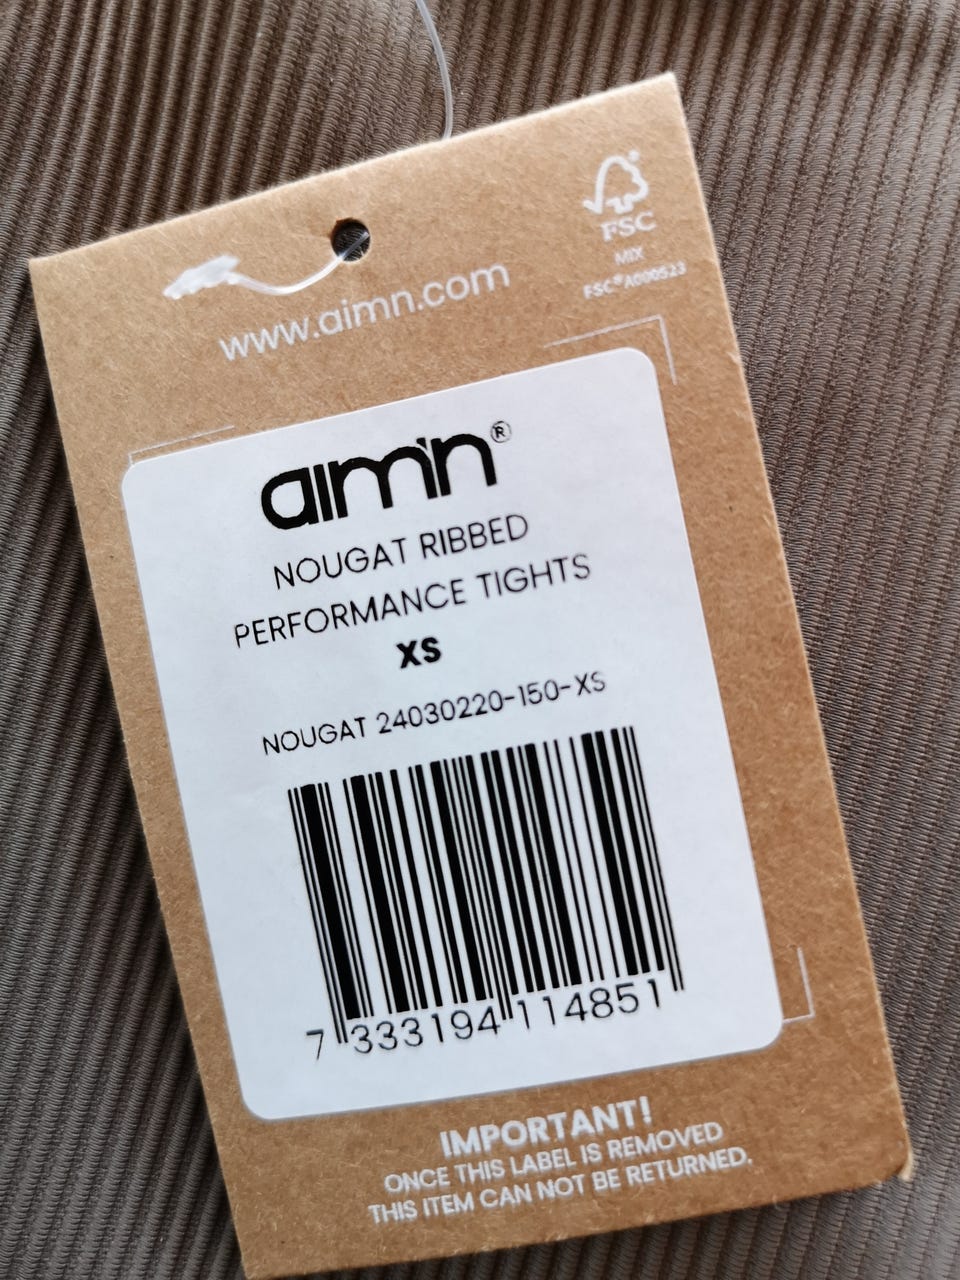 FSC
MIX
FSC® A000523
www.aimn.com
aim'n®
NOUGAT RIBBED
PERFORMANCE TIGHTS
XS
NOUGAT 24030220-150-XS
7 333194 114851
IMPORTANT!
ONCE THIS LABEL IS REMOVED
THIS ITEM CAN NOT BE RETURNED.